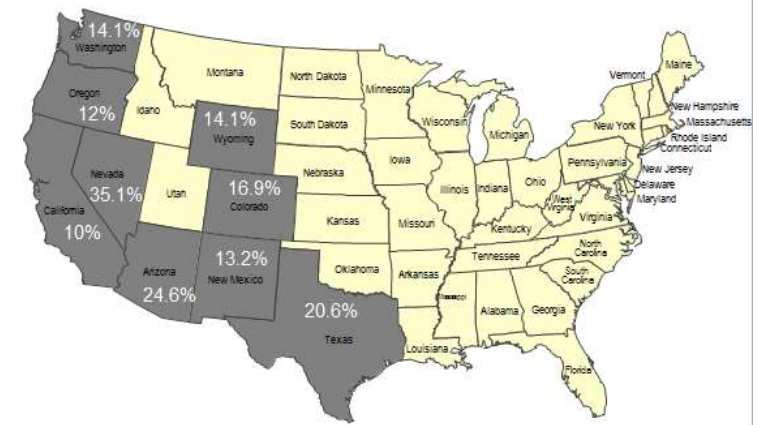 14.1%
Washington
Oregon
12%
Idaho
Montana
North Dakota
Minnesota
14.1%
Wyoming
South Dakota
Wisconsin
Michigan
Vermont
Maine
New Hampshire
Massachusetts
New York
Rhode Island
Connecticut
Nevada
35.1%
Utah
16.9%
Colorado
Nebraska
Iowa
Illinois
Indiana
Ohio
Pennsylvania
New Jersey
Delaware
Maryland
West
Virginia
Virginia
California
10%
Kansas
Missouri
Kentucky
Arizona
24.6%
13.2%
New Mexico
Oklahoma
Arkansas
Tennessee
North
Carolina
South
Carolina
20.6%
Texas
Louisiana
Alabama
Georgia
Florida